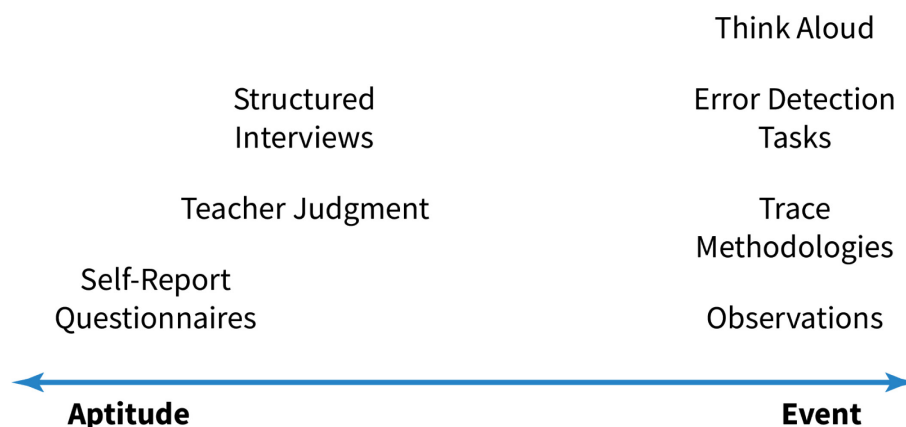 Think Aloud
Structured
Interviews
Error Detection
Tasks
Teacher Judgment
Trace
Methodologies
Self-Report
Questionnaires
Observations
Aptitude
Event